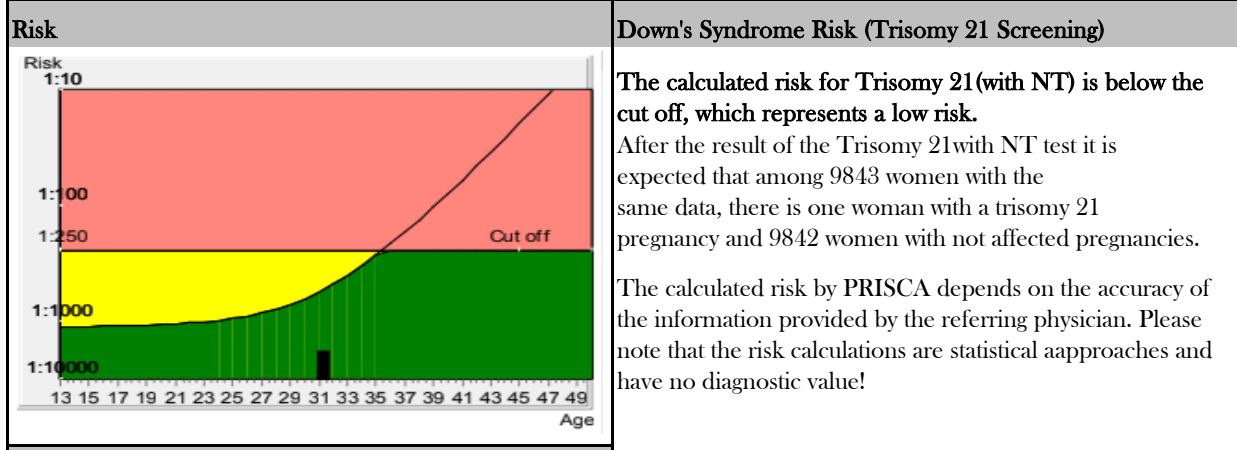 Risk
Down's Syndrome Risk (Trisomy 21 Screening)
Risk
1:10
1:100
1:250
Cut off
1:1000
1:10000
13 15 17 19 21 23 25 27 29 31 33 35 37 39 41 43 45 47 49
Age
The calculated risk for Trisomy 21(with NT) is below the
cut off, which represents a low risk.
After the result of the Trisomy 21with NT test it is
expected that among 9843 women with the
same data, there is one woman with a trisomy 21
pregnancy and 9842 women with not affected pregnancies.
The calculated risk by PRISCA depends on the accuracy of
the information provided by the referring physician. Please
note that the risk calculations are statistical aapproaches and
have no diagnostic value!